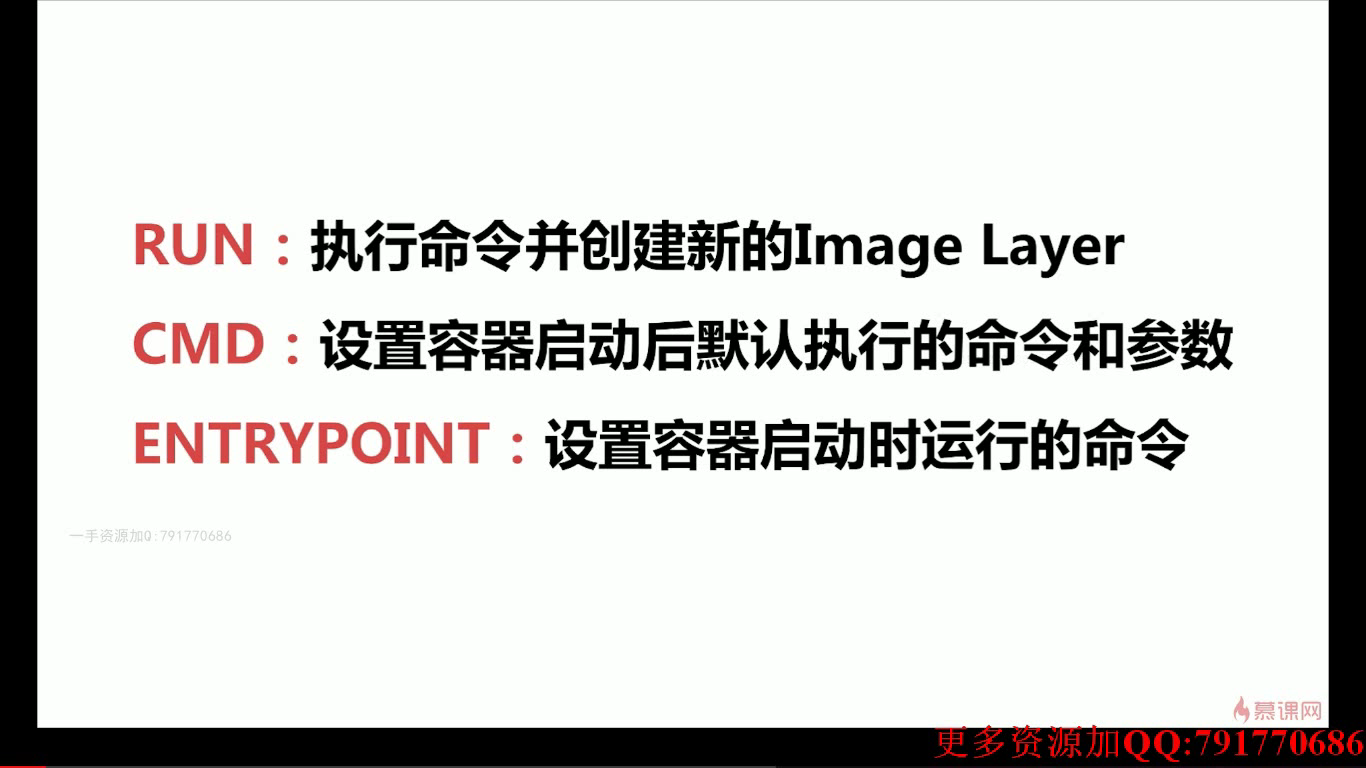 RUN：执行命令并创建新的Image Layer
CMD：设置容器启动后默认执行的命令和参数
ENTRYPOINT：设置容器启动时运行的命令
一手资源加Q:791770686
慕课网
更多资源加QQ:791770686